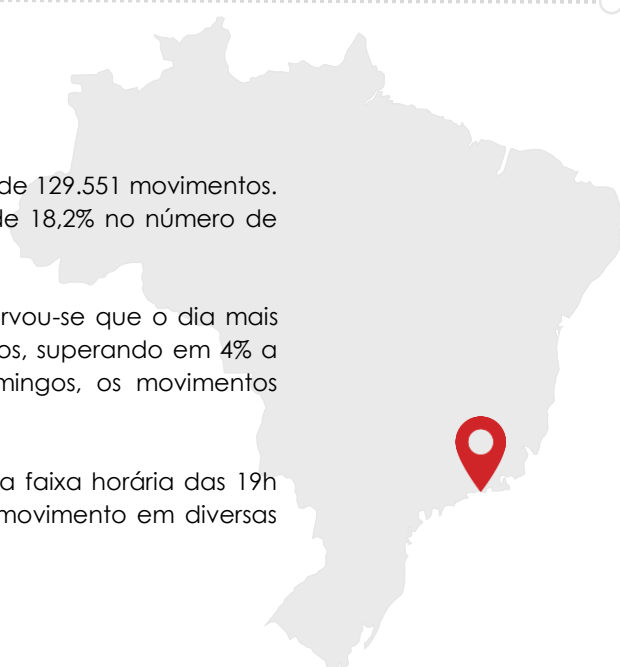 de 129.551 movimentos.
de 18,2% no número de
rvou-se que o dia mais
os, superando em 4% a
mingos, os movimentos
a faixa horária das 19h
movimento em diversas